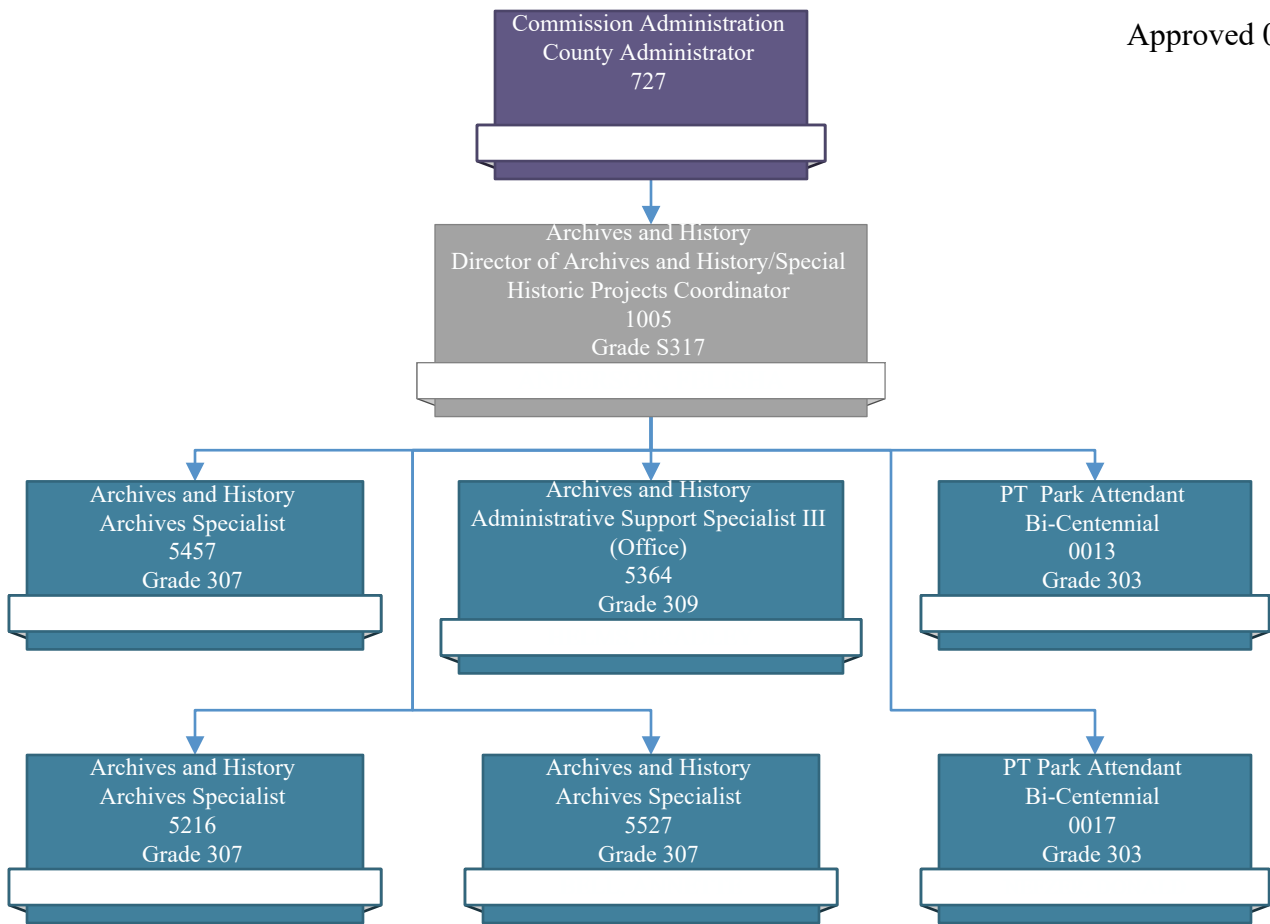 Commission Administration
County Administrator
727
Approved
Archives and History
Director of Archives and History/Special
Historic Projects Coordinator
1005
Grade S317
Archives and History
Archives Specialist
5457
Grade 307
Archives and History
Administrative Support Specialist III
(Office)
5364
Grade 309
PT Park Attendant
Bi-Centennial
0013
Grade 303
Archives and History
Archives Specialist
5216
Grade 307
Archives and History
Archives Specialist
5527
Grade 307
PT Park Attendant
Bi-Centennial
0017
Grade 303